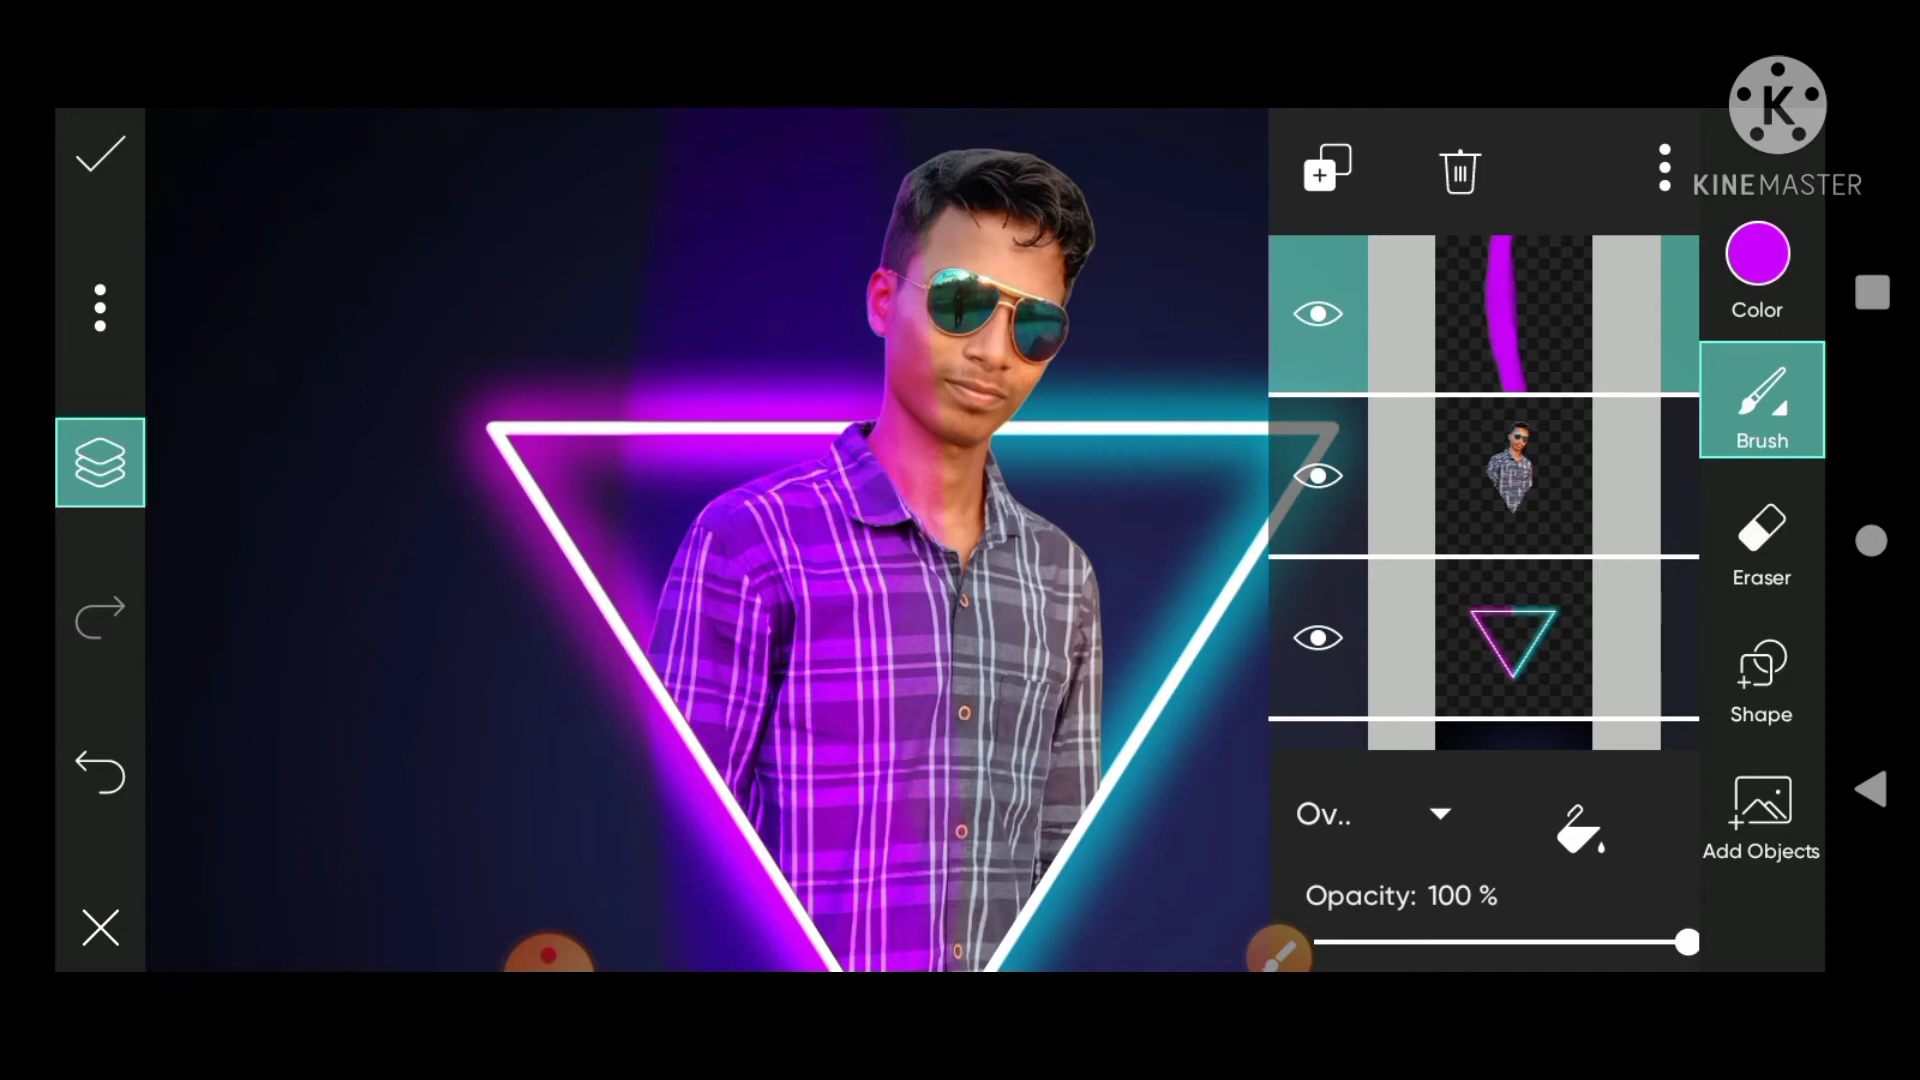 K
KINEMASTER
Color
Brush
Eraser
Shape
Add Objects
Ov..
Opacity: 100 %